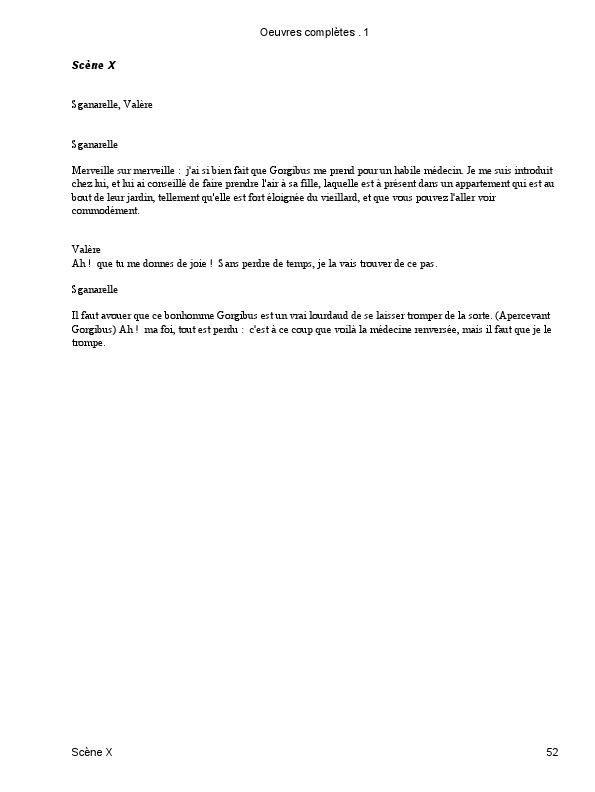 Oeuvres complètes . 1
Scène X
Sganarelle, Valère
Sganarelle
Merveille sur merveille :  j'ai si bien fait que Gorgibus me prend pour un habile médecin. Je me suis introduit
chez lui, et lui ai conseillé de faire prendre l'air à sa fille, laquelle est à présent dans un appartement qui est au
bout de leur jardin, tellement qu'elle est fort éloignée du vieillard, et que vous pouvez l'aller voir
commodément.
Valère
Ah !  que tu me donnes de joie !  Sans perdre de temps, je la vais trouver de ce pas.
Sganarelle
Il faut avouer que ce bonhomme Gorgibus est un vrai lourdaud de se laisser tromper de la sorte. (Apercevant
Gorgibus) Ah !  ma foi, tout est perdu :  c'est à ce coup que voilà la médecine renversée, mais il faut que je le
trompe.
Scène X 52